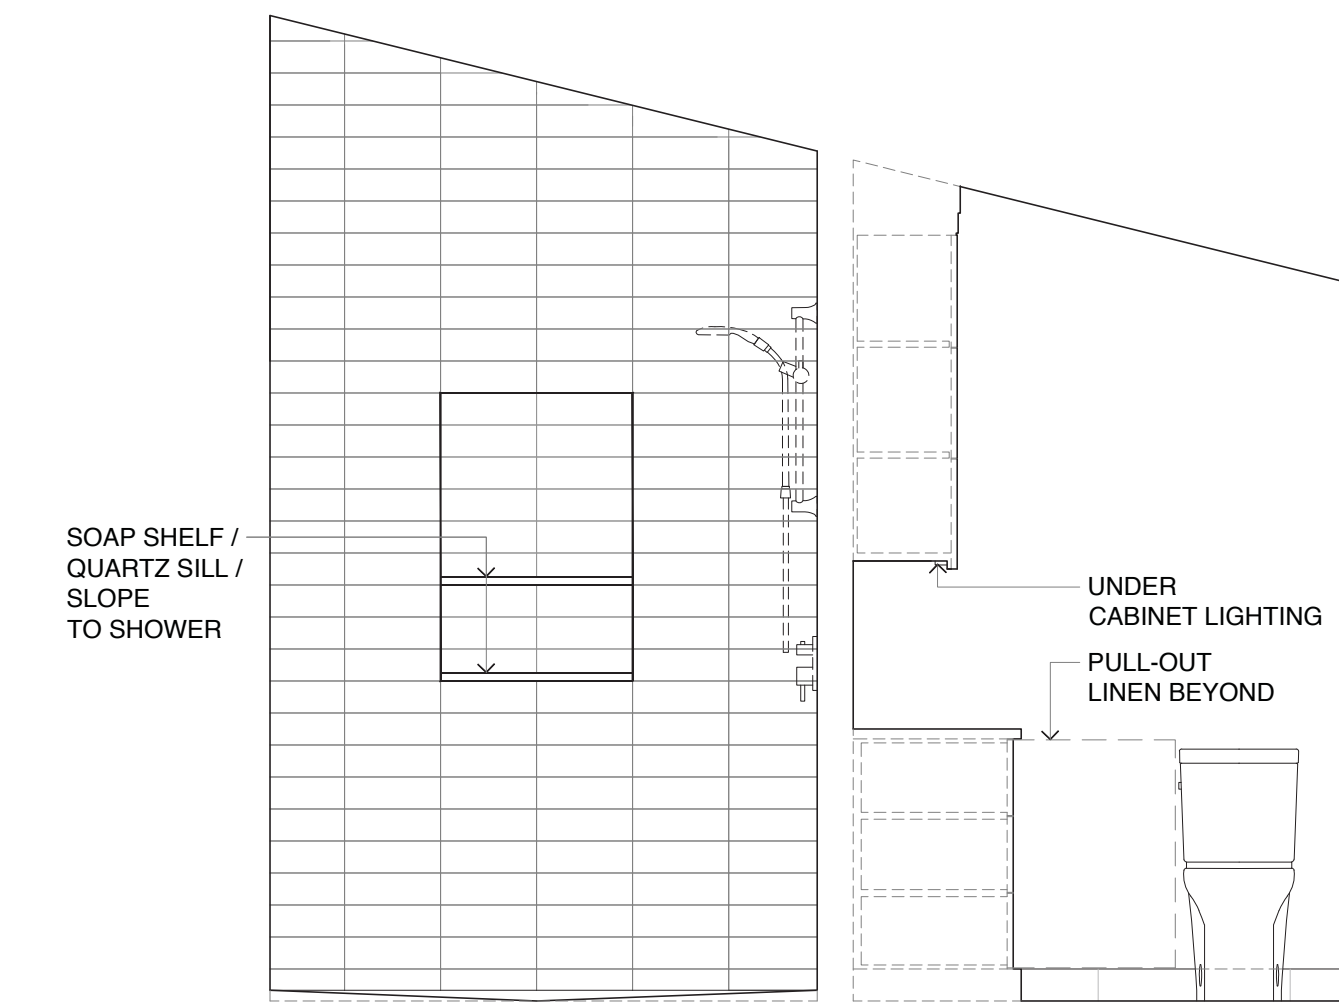 SOAP SHELF /
QUARTZ SILL /
SLOPE
TO SHOWER
UNDER
CABINET LIGHTING
PULL-OUT
LINEN BEYOND